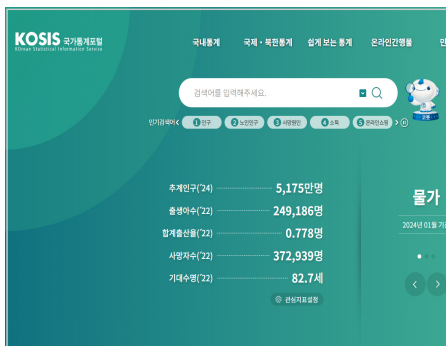 KOSIS 국가통계포털
KOrean Statistical Information Service
국내통계 국제・북한통계 쉽게 보는 통계 온라인간행물
검색어를 입력해주세요.
인기검색어 1 인구 2 노인인구 3 사망원인 4 소득 5 온라인쇼핑
추계인구('24) 5,175만명
출생아수('22) 249,186명
합계출산율('22) 0.778명
사망자수('22) 372,939명
기대수명('22) 82.7세
관심지표설정
물가
2024년 01월 기